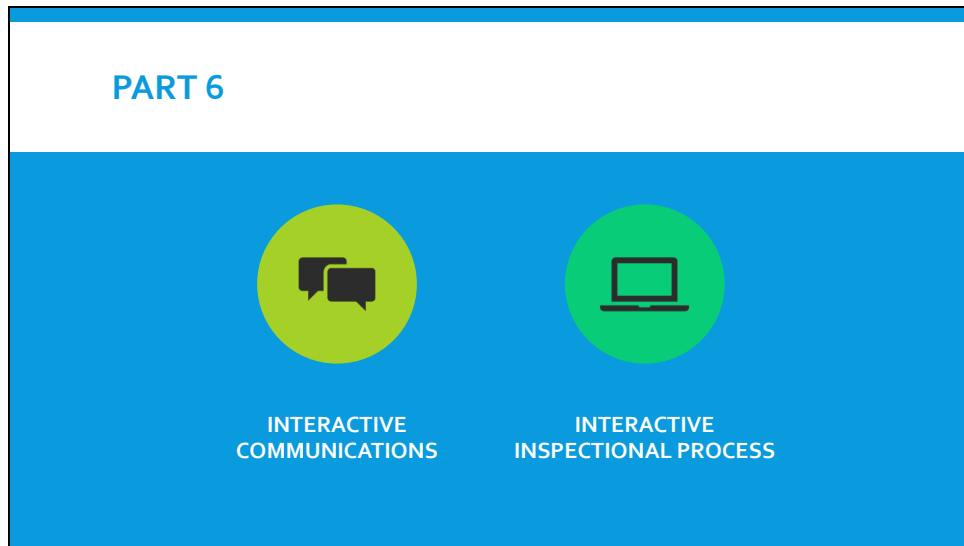 PART 6
INTERACTIVE
COMMUNICATIONS
INTERACTIVE
INSPECTIONAL PROCESS